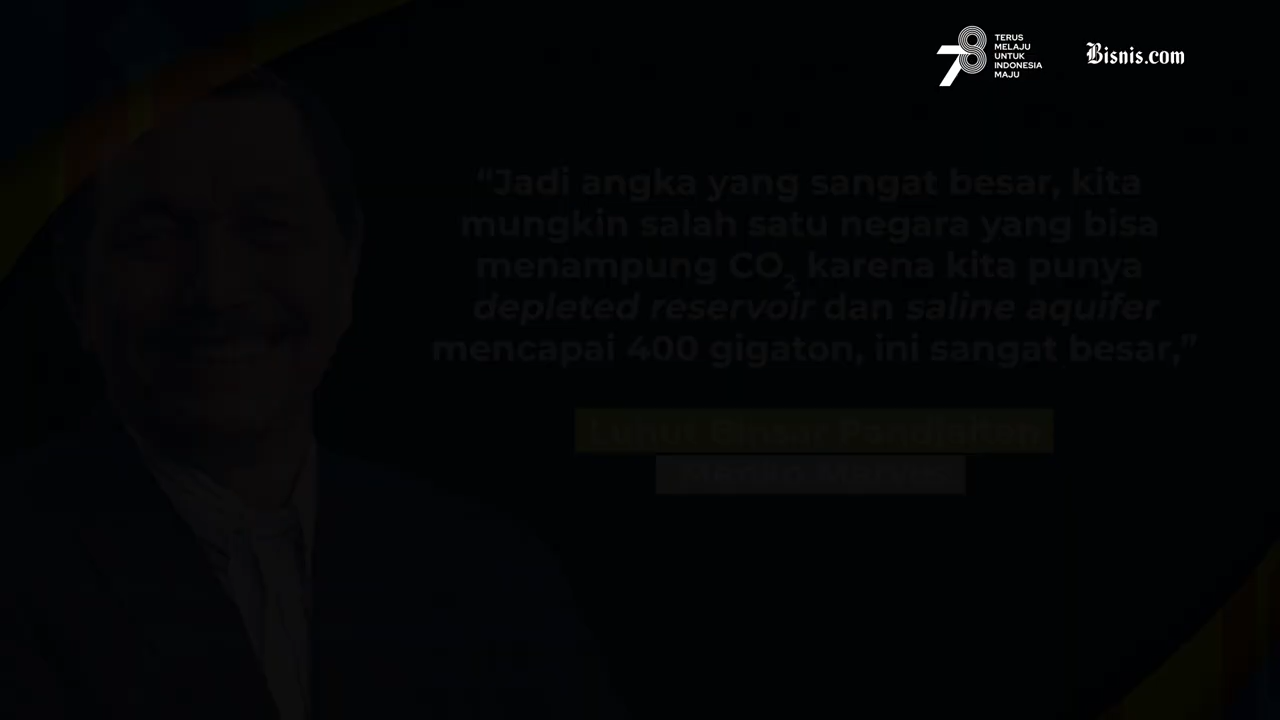 78
TERUS
MELAJU
UNTUK
INDONESIA
MAJU
Bisnis.com
“Jadi angka yang sangat besar, kita
mungkin salah satu negara yang bisa
menampung CO₂ karena kita punya
depleted reservoir dan saline aquifer
mencapai 400 gigaton, ini sangat besar,”
Luhut Binsar Pandjaitan